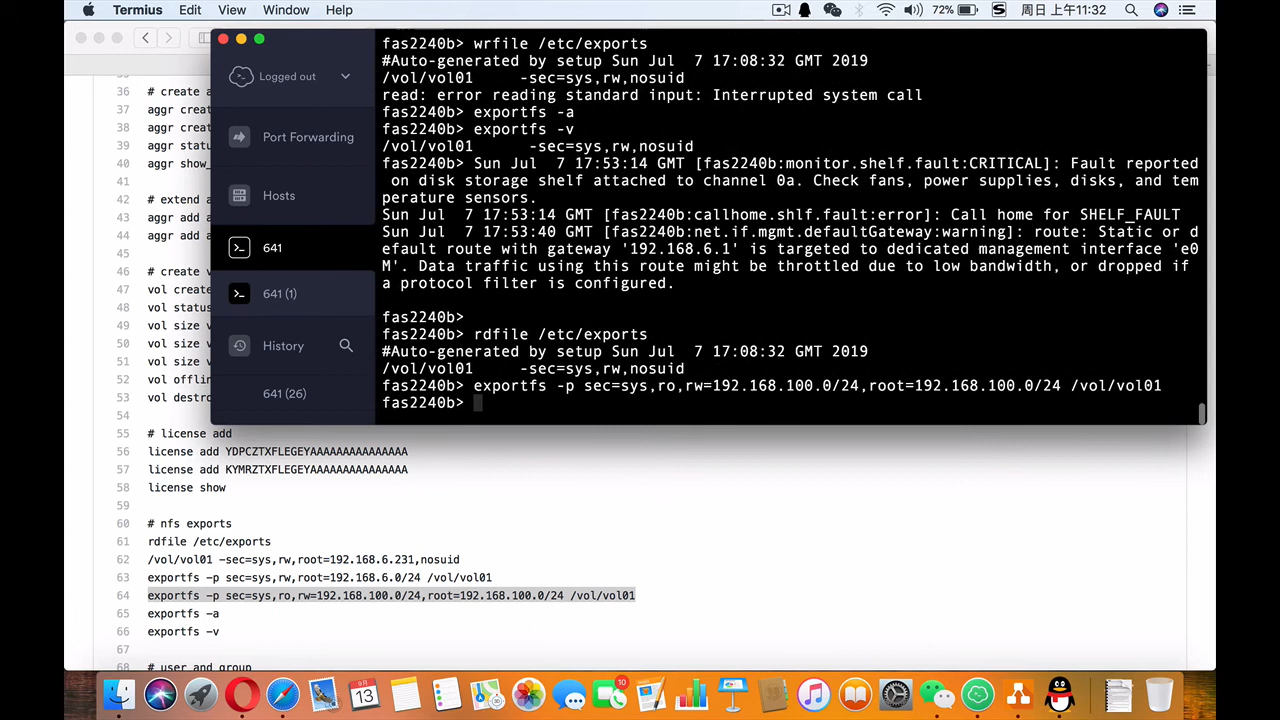 Termius Edit View Window Help 72% 周日 上午11:32
fas2240b> wrfile /etc/exports
#Auto-generated by setup Sun Jul  7 17:08:32 GMT 2019
/vol/vol01      -sec=sys,rw,nosuid
read: error reading standard input: Interrupted system call
fas2240b> exportfs -a
fas2240b> exportfs -v
/vol/vol01       -sec=sys,rw,nosuid
fas2240b> Sun Jul  7 17:53:14 GMT [fas2240b:monitor.shelf.fault:CRITICAL]: Fault reported
on disk storage shelf attached to channel 0a. Check fans, power supplies, disks, and tem
perature sensors.
Sun Jul  7 17:53:14 GMT [fas2240b:callhome.shlf.fault:error]: Call home for SHELF_FAULT
Sun Jul  7 17:53:40 GMT [fas2240b:net.if.mgmt.defaultGateway:warning]: route: Static or d
efault route with gateway '192.168.6.1' is targeted to dedicated management interface 'e0
M'. Data traffic using this route might be throttled due to low bandwidth, or dropped if
a protocol filter is configured.
fas2240b>
fas2240b> rdfile /etc/exports
#Auto-generated by setup Sun Jul  7 17:08:32 GMT 2019
/vol/vol01      -sec=sys,rw,nosuid
fas2240b> exportfs -p sec=sys,ro,rw=192.168.100.0/24,root=192.168.100.0/24 /vol/vol01
fas2240b>
Logged out
Port Forwarding
Hosts
641
641 (1)
History
641 (26)
36 # create a
37 aggr creat
38 aggr creat
39 aggr statu
40 aggr show_
41
42 # extend a
43 aggr add a
44 aggr add a
45
46 # create v
47 vol create
48 vol status
49 vol size v
50 vol size v
51 vol size v
52 vol offlin
53 vol destro
54
55 # license add
56 license add YDPCZTXFLEGEYAAAAAAAAAAAAAAA
57 license add KYMRZTXFLEGEYAAAAAAAAAAAAAAA
58 license show
59
60 # nfs exports
61 rdfile /etc/exports
62 /vol/vol01 -sec=sys,rw,root=192.168.6.231,nosuid
63 exportfs -p sec=sys,rw,root=192.168.6.0/24 /vol/vol01
64 exportfs -p sec=sys,ro,rw=192.168.100.0/24,root=192.168.100.0/24 /vol/vol01
65 exportfs -a
66 exportfs -v
67
68 # user and group
9月
13
10